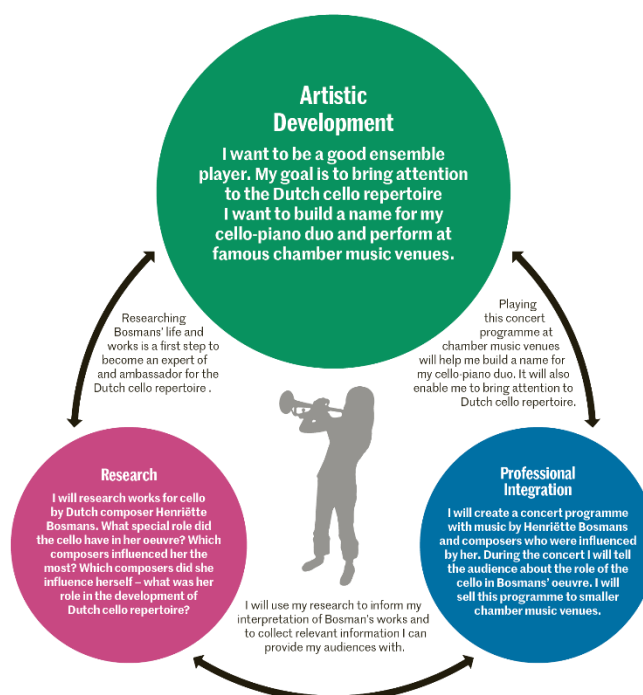 Artistic
Development
I want to be a good ensemble
player. My goal is to bring attention
to the Dutch cello repertoire
I want to build a name for my
cello-piano duo and perform at
famous chamber music venues.
Researching
Bosmans' life and
works is a first step to
become an expert of
and ambassador for the
Dutch cello repertoire .
Playing
this concert
programme at
chamber music venues
will help me build a name for
my cello-piano duo. It will also
enable me to bring attention to
Dutch cello repertoire.
Research
I will research works for cello
by Dutch composer Henriëtte
Bosmans. What special role did
the cello have in her oeuvre? Which
composers influenced her the
most? Which composers did she
influence herself – what was her
role in the development of
Dutch cello repertoire?
Professional
Integration
I will create a concert programme
with music by Henriëtte Bosmans
and composers who were influenced
by her. During the concert I will tell
the audience about the role of the
cello in Bosmans' oeuvre. I will
sell this programme to smaller
chamber music venues.
I will use my research to inform my
interpretation of Bosman's works and
to collect relevant information I can
provide my audiences with.